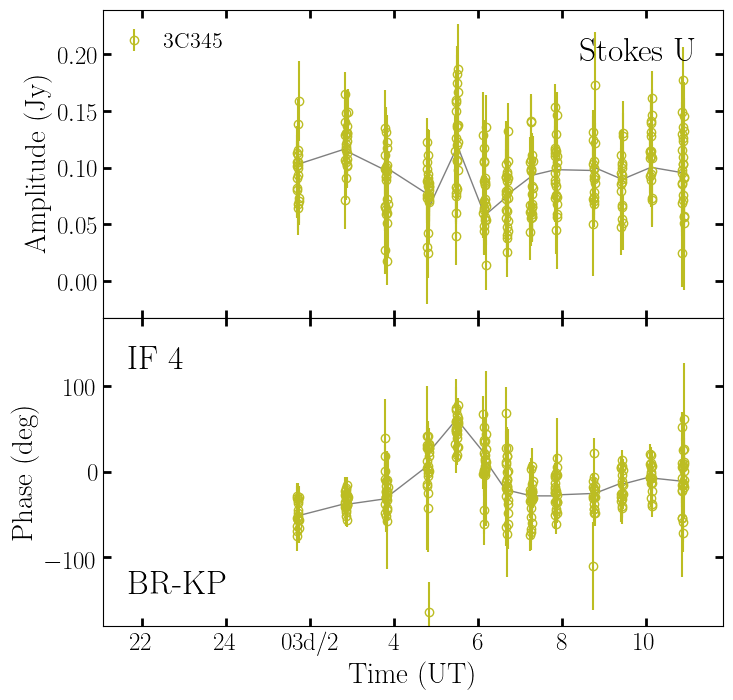 3C345
Stokes U
0.20
0.15
0.10
0.05
0.00
Amplitude (Jy)
IF 4
100
0
−100
Phase (deg)
BR-KP
22 24 03d/2 4 6 8 10
Time (UT)